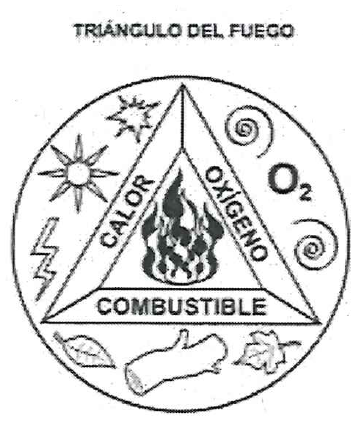 TRIÁNGULO DEL FUEGO
CALOR
OXÍGENO
O2
COMBUSTIBLE